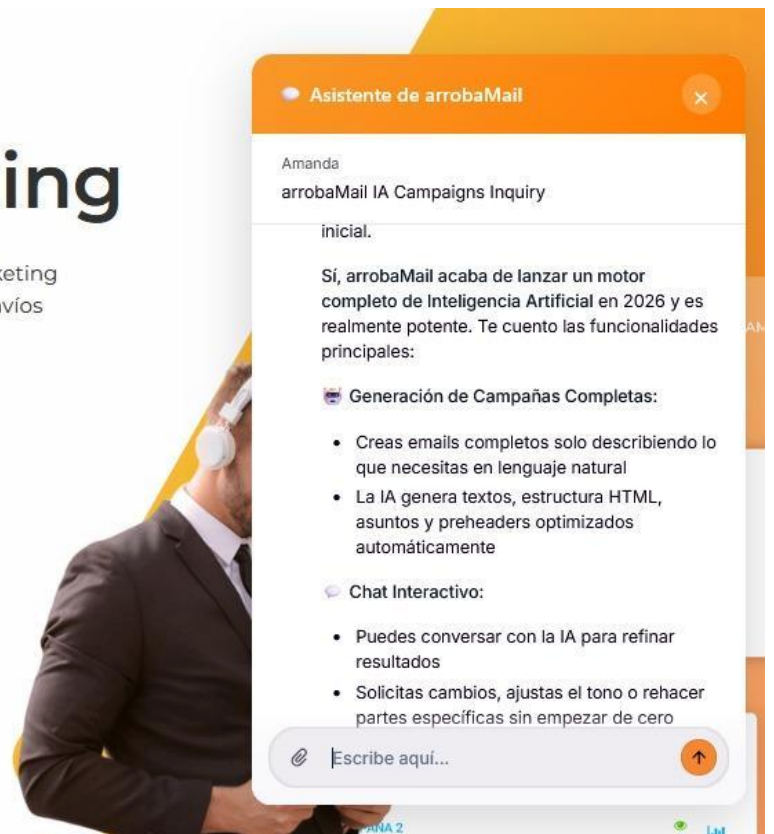 ing
keting
víos
Asistente de arrobaMail
×
Amanda
arrobaMail IA Campaigns Inquiry
inicial.
Sí, arrobaMail acaba de lanzar un motor
completo de Inteligencia Artificial en 2026 y es
realmente potente. Te cuento las funcionalidades
principales:
Generación de Campañas Completas:
• Creas emails completos solo describiendo lo
que necesitas en lenguaje natural
• La IA genera textos, estructura HTML,
asuntos y preheaders optimizados
automáticamente
Chat Interactivo:
• Puedes conversar con la IA para refinar
resultados
• Solicitas cambios, ajustas el tono o rehacer
partes específicas sin empezar de cero
Escribe aquí...
AM
AÑA 2